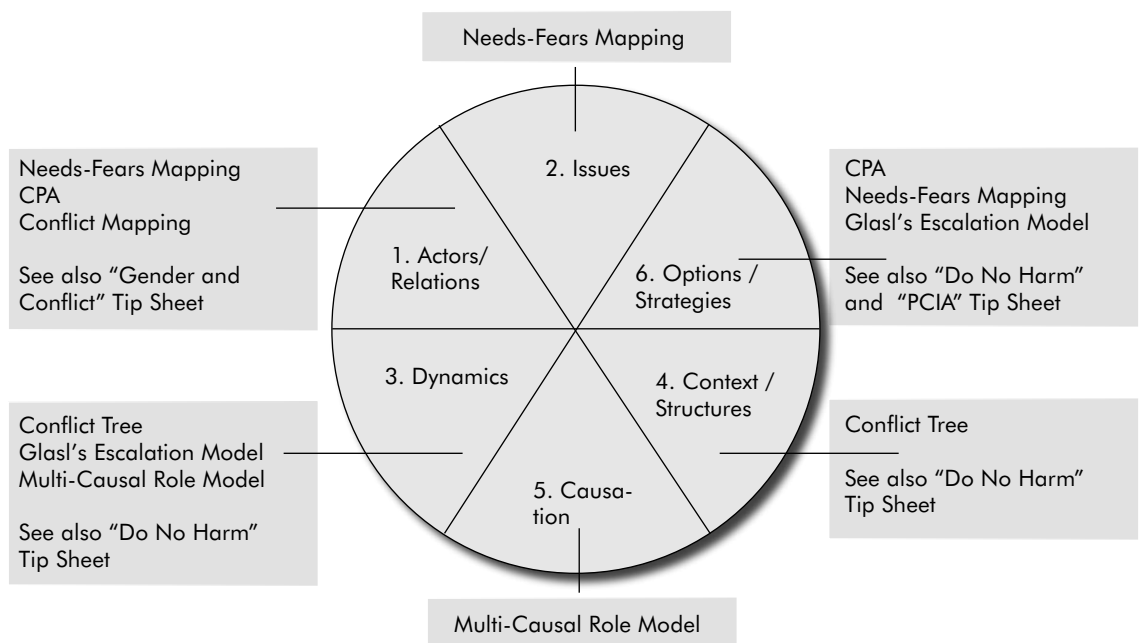 Needs-Fears Mapping
Needs-Fears Mapping
CPA
Conflict Mapping
See also “Gender and
Conflict” Tip Sheet
2. Issues
CPA
Needs-Fears Mapping
Glasl’s Escalation Model
See also “Do No Harm”
and “PCIA” Tip Sheet
1. Actors/
Relations
6. Options /
Strategies
3. Dynamics
4. Context /
Structures
Conflict Tree
Glasl’s Escalation Model
Multi-Causal Role Model
See also “Do No Harm”
Tip Sheet
5. Causa-
tion
Conflict Tree
See also “Do No Harm”
Tip Sheet
Multi-Causal Role Model